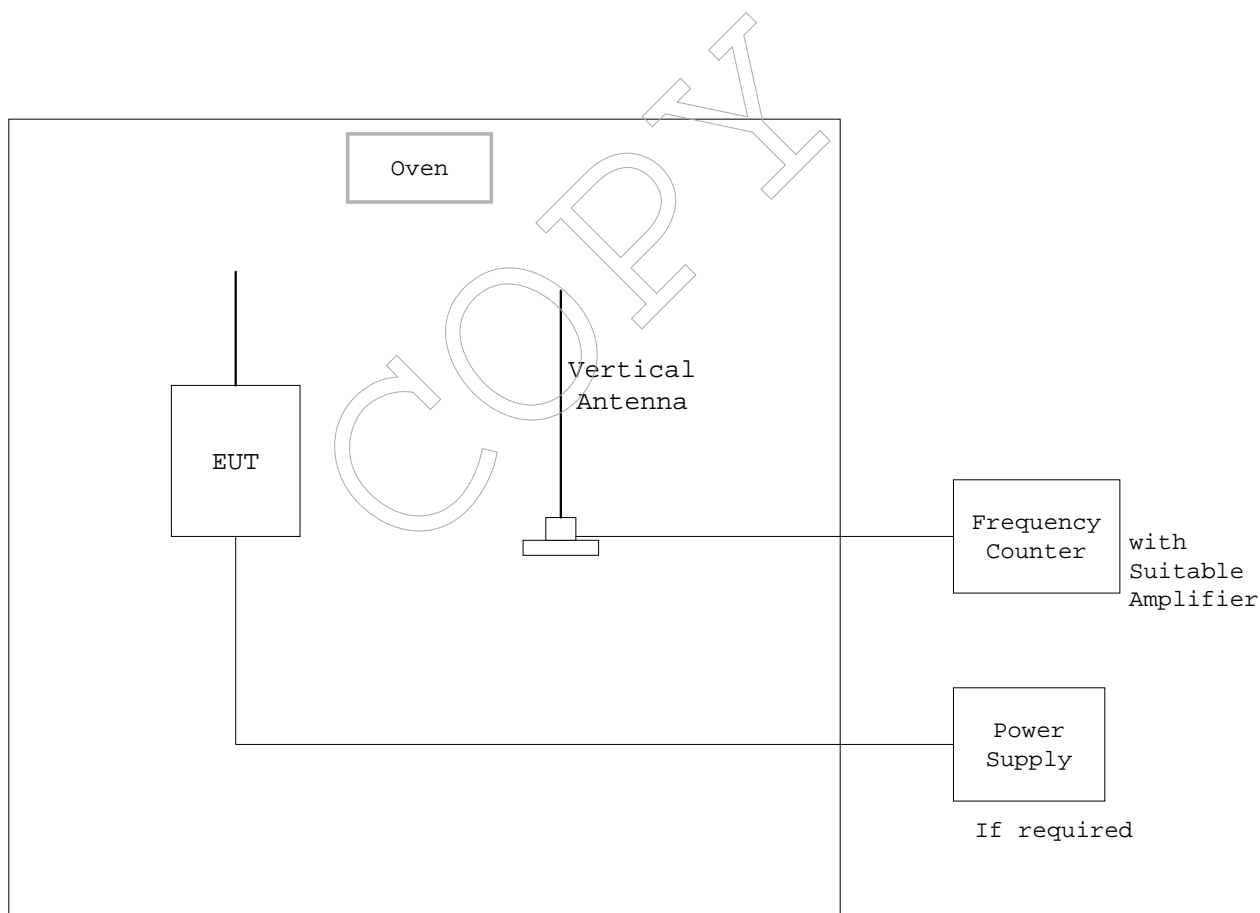 COPY
Oven
Vertical
Antenna
EUT
Frequency
Counter
with
Suitable
Amplifier
Power
Supply
If required